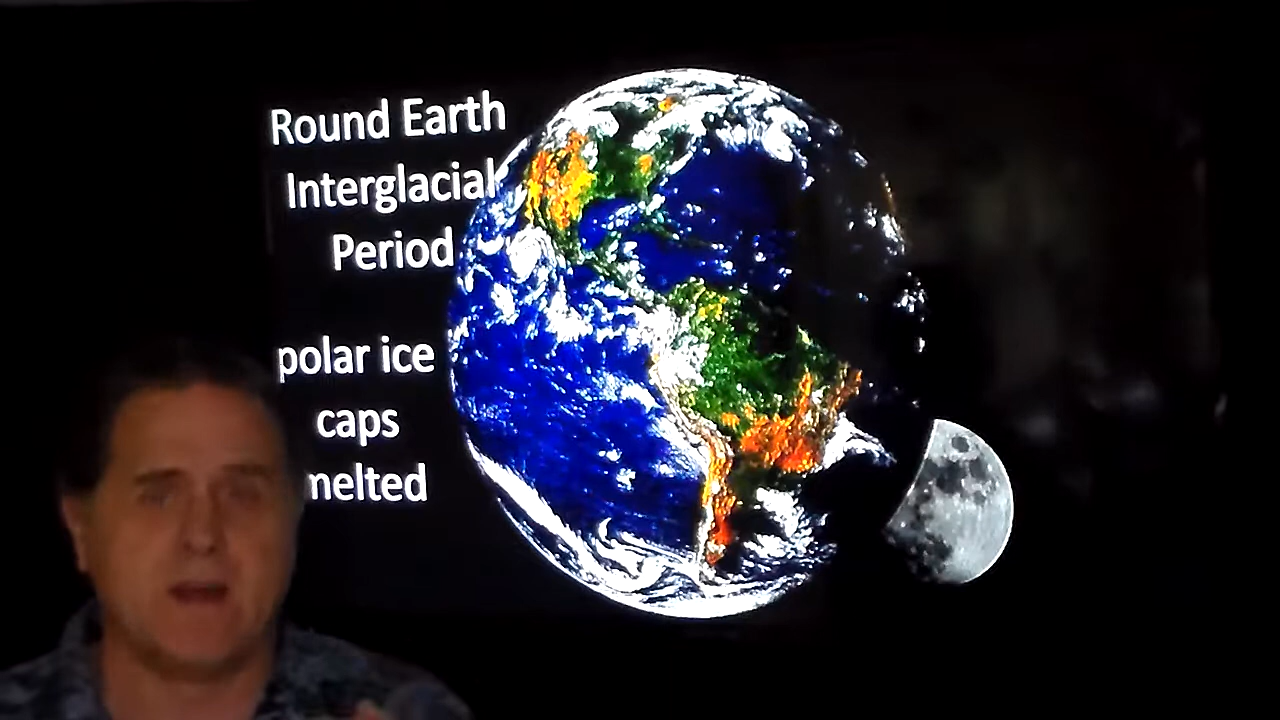 Round Earth
Interglacial
Period
polar ice
caps
melted